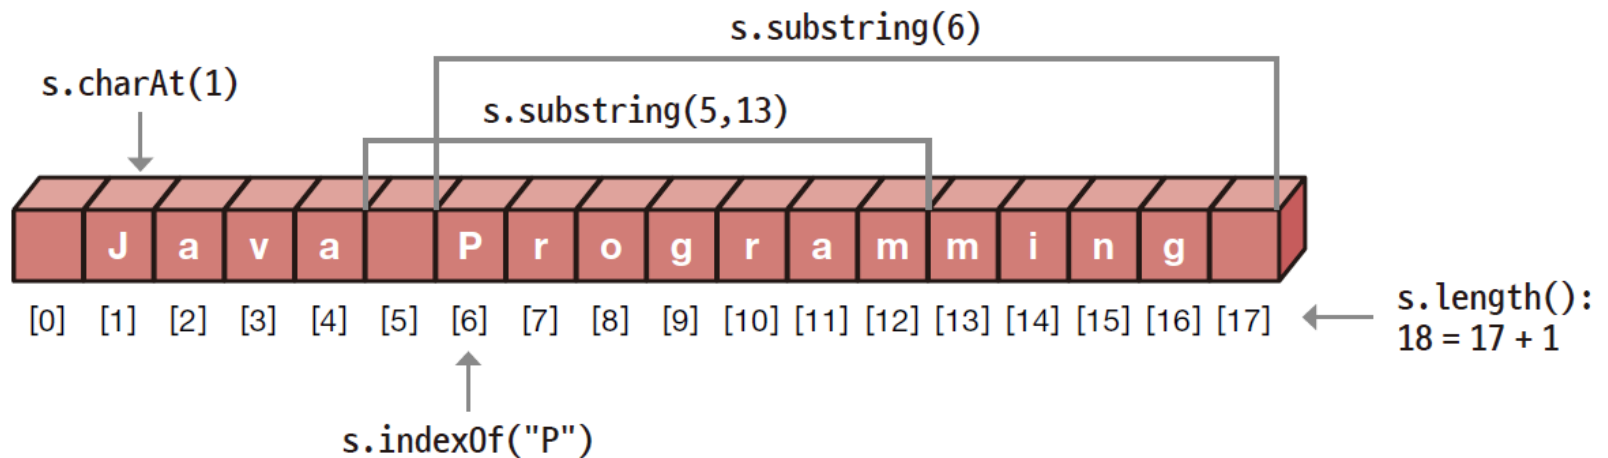 s.substring(6)
s.charAt(1)
s.substring(5,13)
J a v a P r o g r a m m i n g
[0] [1] [2] [3] [4] [5] [6] [7] [8] [9] [10] [11] [12] [13] [14] [15] [16] [17]
s.length():
18 = 17 + 1
s.indexOf("P")